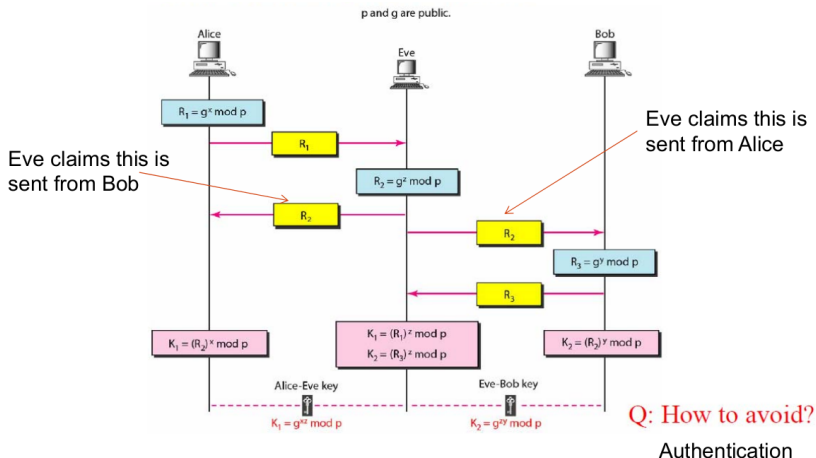 p and g are public.
Alice
Eve
Bob
R₁ = gˣ mod p
R₁
Eve claims this is
sent from Alice
Eve claims this is
sent from Bob
R₂ = gᶻ mod p
R₂
R₂
R₃ = gʸ mod p
R₃
K₁ = (R₂)ˣ mod p
K₁ = (R₁)ᶻ mod p
K₂ = (R₃)ᶻ mod p
K₂ = (R₂)ʸ mod p
Alice-Eve key
Eve-Bob key
K₁ = gˣᶻ mod p
K₂ = gᶻʸ mod p
Q: How to avoid?
Authentication